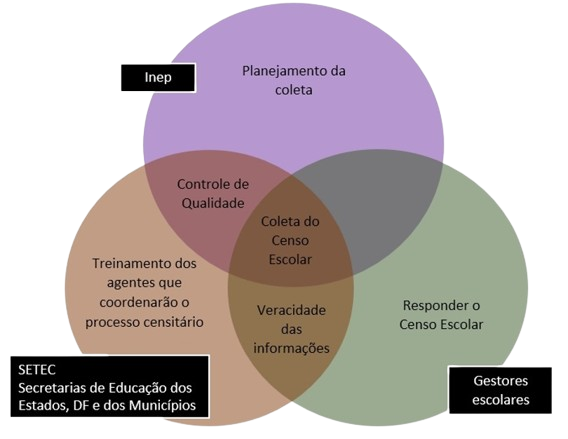 Inep
Planejamento da
coleta
Controle de
Qualidade
Coleta do
Censo
Escolar
Treinamento dos
agentes que
coordenarão o
processo censitário
Veracidade
das
informações
Responder o
Censo Escolar
SETEC
Secretarias de Educação dos
Estados, DF e dos Municípios
Gestores
escolares